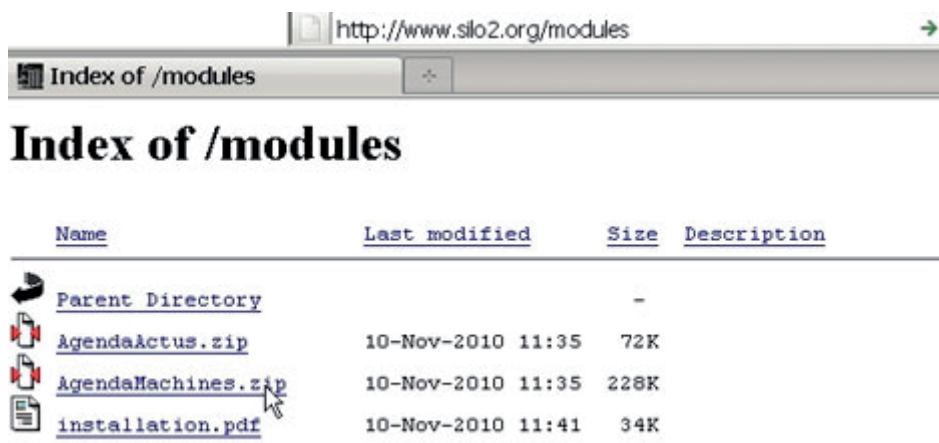 http://www.silo2.org/modules
Index of /modules
Index of /modules
Name Last modified Size Description
Parent Directory -
AgendaActus.zip 10-Nov-2010 11:35 72K
AgendaMachines.zip 10-Nov-2010 11:35 228K
installation.pdf 10-Nov-2010 11:41 34K